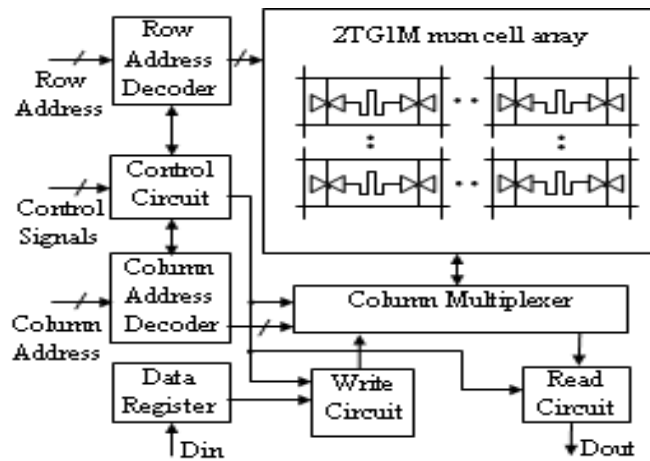 Row
Address
Decoder
Row
Address
2TG1M mxn cell array
Control
Circuit
Control
Signals
Column
Address
Decoder
Column
Address
Column Multiplexer
Data
Register
Write
Circuit
Read
Circuit
Din
Dout